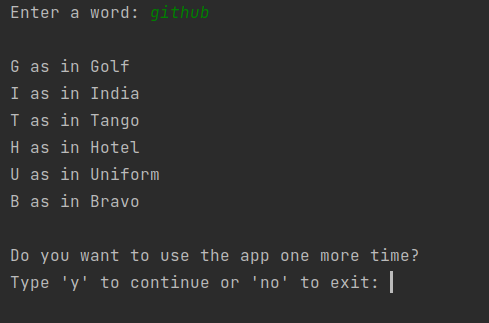 Enter a word: github
G as in Golf
I as in India
T as in Tango
H as in Hotel
U as in Uniform
B as in Bravo
Do you want to use the app one more time?
Type 'y' to continue or 'no' to exit: